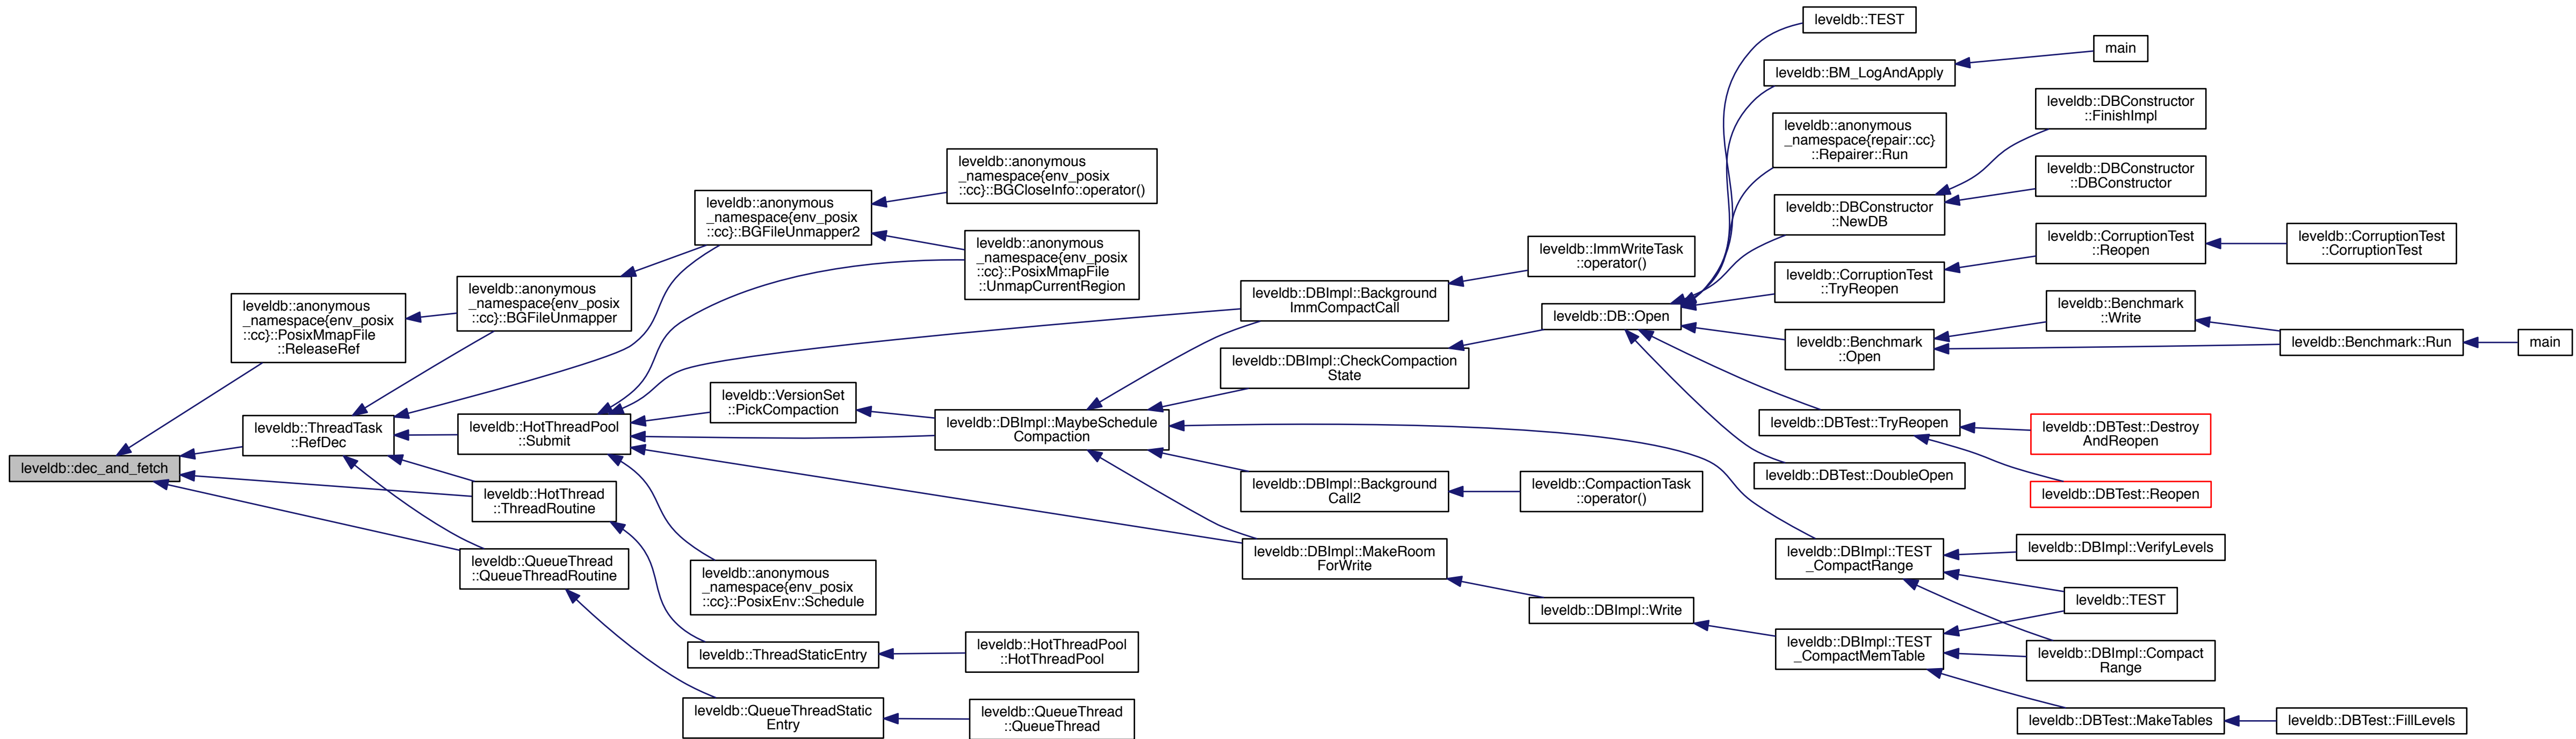 leveldb::dec_and_fetch
leveldb::anonymous
_namespace{env_posix
::cc}::PosixMmapFile
::ReleaseRef
leveldb::ThreadTask
::RefDec
leveldb::anonymous
_namespace{env_posix
::cc}::BGFileUnmapper
leveldb::HotThreadPool
::Submit
leveldb::HotThread
::ThreadRoutine
leveldb::QueueThread
::QueueThreadRoutine
leveldb::anonymous
_namespace{env_posix
::cc}::BGFileUnmapper2
leveldb::VersionSet
::PickCompaction
leveldb::anonymous
_namespace{env_posix
::cc}::PosixEnv::Schedule
leveldb::ThreadStaticEntry
leveldb::QueueThreadStatic
Entry
leveldb::anonymous
_namespace{env_posix
::cc}::BGCloseInfo::operator()
leveldb::anonymous
_namespace{env_posix
::cc}::PosixMmapFile
::UnmapCurrentRegion
leveldb::DBImpl::MaybeSchedule
Compaction
leveldb::HotThreadPool
::HotThreadPool
leveldb::QueueThread
::QueueThread
leveldb::DBImpl::Background
ImmCompactCall
leveldb::DBImpl::CheckCompaction
State
leveldb::DBImpl::Background
Call2
leveldb::DBImpl::MakeRoom
ForWrite
leveldb::ImmWriteTask
::operator()
leveldb::DB::Open
leveldb::CompactionTask
::operator()
leveldb::DBImpl::Write
leveldb::TEST
leveldb::BM_LogAndApply
leveldb::anonymous
_namespace{repair::cc}
::Repairer::Run
leveldb::DBConstructor
::NewDB
leveldb::CorruptionTest
::TryReopen
leveldb::Benchmark
::Open
leveldb::DBTest::TryReopen
leveldb::DBTest::DoubleOpen
leveldb::DBImpl::TEST
_CompactRange
leveldb::DBImpl::TEST
_CompactMemTable
main
leveldb::DBConstructor
::FinishImpl
leveldb::DBConstructor
::DBConstructor
leveldb::CorruptionTest
::Reopen
leveldb::Benchmark
::Write
leveldb::DBTest::Destroy
AndReopen
leveldb::DBTest::Reopen
leveldb::DBImpl::VerifyLevels
leveldb::TEST
leveldb::DBImpl::Compact
Range
leveldb::DBTest::MakeTables
leveldb::CorruptionTest
::CorruptionTest
leveldb::Benchmark::Run
leveldb::DBTest::FillLevels
main